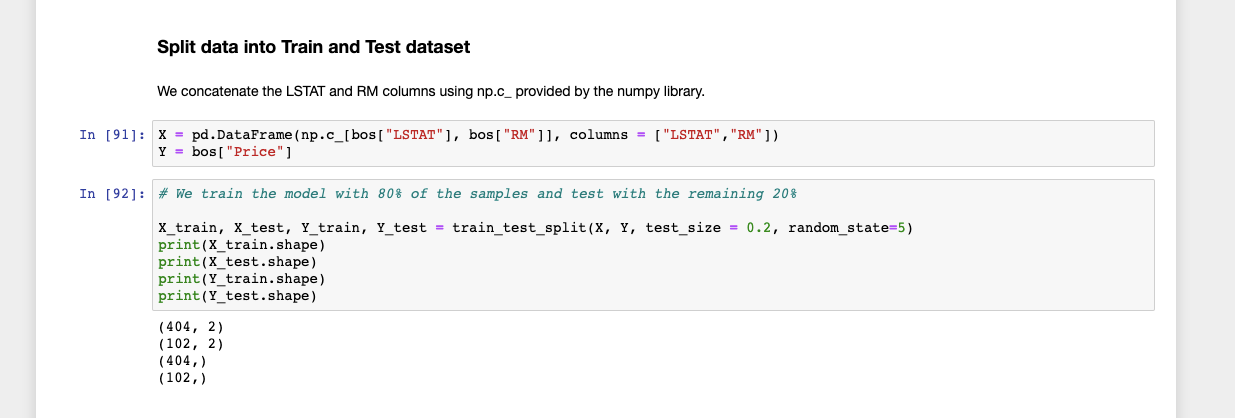 Split data into Train and Test dataset
We concatenate the LSTAT and RM columns using np.c_ provided by the numpy library.
In [91]: X = pd.DataFrame(np.c_[bos["LSTAT"], bos["RM"]], columns = ["LSTAT","RM"])
Y = bos["Price"]
In [92]: # We train the model with 80% of the samples and test with the remaining 20%
X_train, X_test, Y_train, Y_test = train_test_split(X, Y, test_size = 0.2, random_state=5)
print(X_train.shape)
print(X_test.shape)
print(Y_train.shape)
print(Y_test.shape)
(404, 2)
(102, 2)
(404,)
(102,)